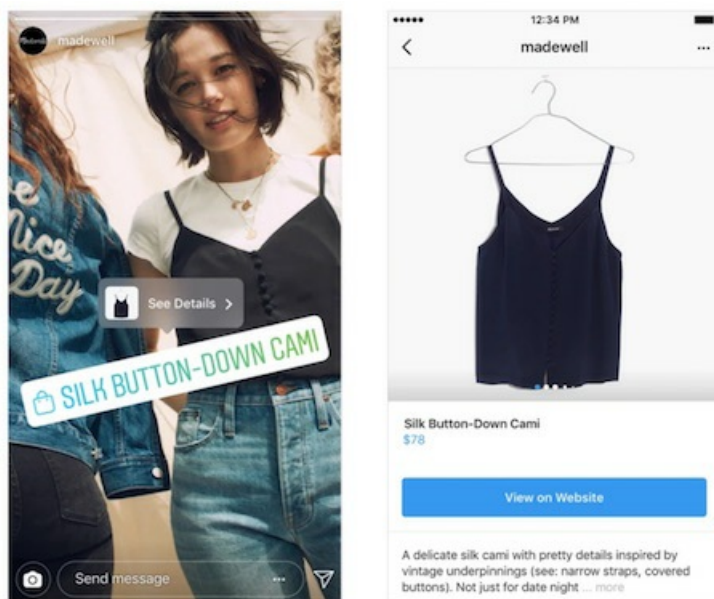 madewell
e
Nice
Day
See Details
SILK BUTTON-DOWN CAMI
Send message
12:34 PM
madewell
Silk Button-Down Cami
$78
View on Website
A delicate silk cami with pretty details inspired by
vintage underpinnings (see: narrow straps, covered
buttons). Not just for date night ... more